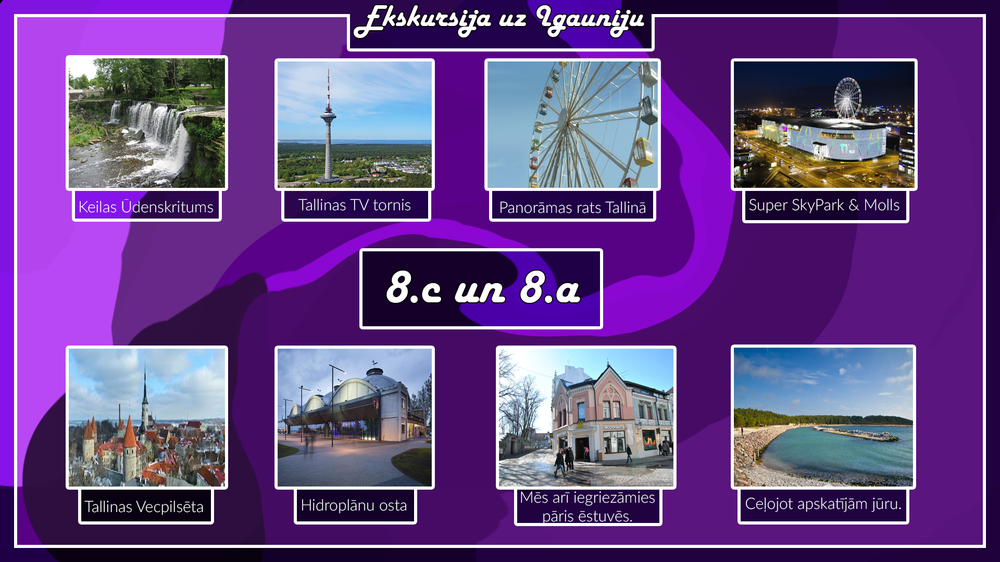 Ekskursija uz Igauniju
Keilas Ūdenskritums
Tallinas TV tornis
Panorāmas rats Tallinā
Super SkyPark & Molls
8.c un 8.a
McDonald's
Tallinas Vecpilsēta
Hidroplānu osta
Mēs arī iegriezāmies
pāris ēstuvēs.
Ceļojot apskatījām jūru.